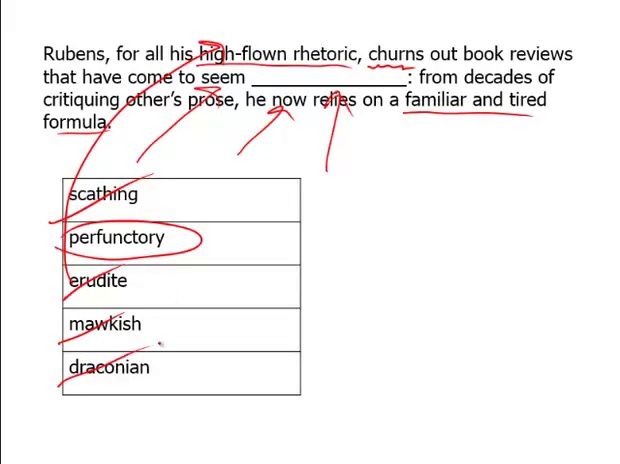 Rubens, for all his high-flown rhetoric, churns out book reviews
that have come to seem ________________: from decades of
critiquing other's prose, he now relies on a familiar and tired
formula.
scathing
perfunctory
erudite
mawkish
draconian